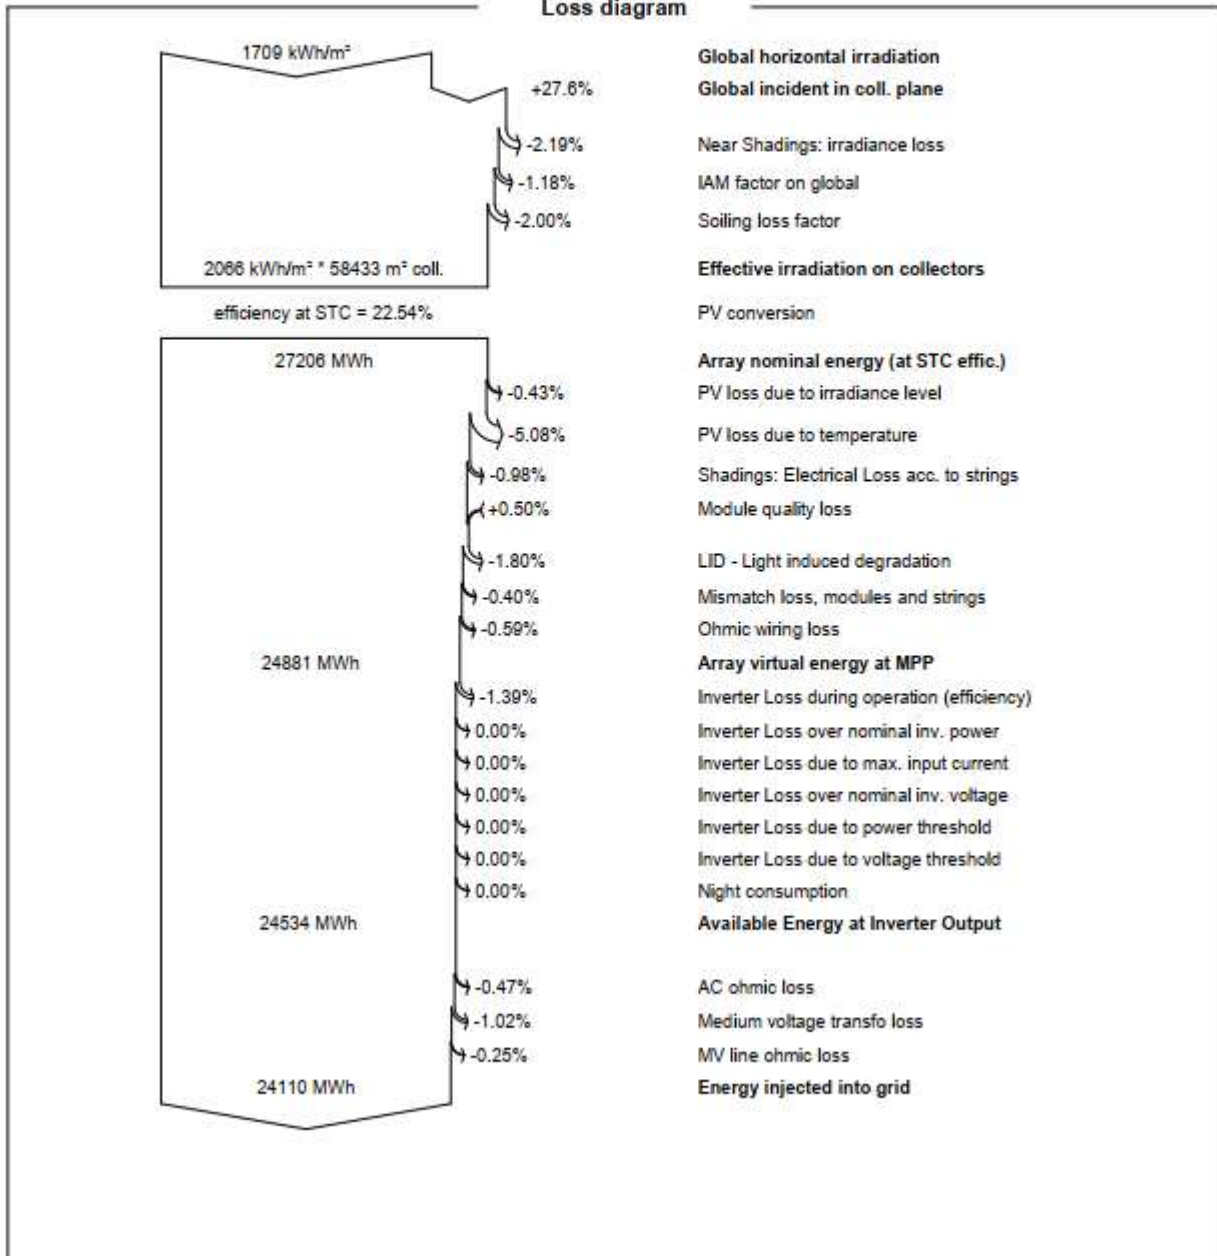 Loss diagram
1709 kWh/m² Global horizontal irradiation
+27.6% Global incident in coll. plane
-2.19% Near Shadings: irradiance loss
-1.18% IAM factor on global
-2.00% Soiling loss factor
2066 kWh/m² * 58433 m² coll. Effective irradiation on collectors
efficiency at STC = 22.54% PV conversion
27206 MWh Array nominal energy (at STC effic.)
-0.43% PV loss due to irradiance level
-5.08% PV loss due to temperature
-0.98% Shadings: Electrical Loss acc. to strings
+0.50% Module quality loss
-1.80% LID - Light induced degradation
-0.40% Mismatch loss, modules and strings
-0.59% Ohmic wiring loss
24881 MWh Array virtual energy at MPP
-1.39% Inverter Loss during operation (efficiency)
0.00% Inverter Loss over nominal inv. power
0.00% Inverter Loss due to max. input current
0.00% Inverter Loss over nominal inv. voltage
0.00% Inverter Loss due to power threshold
0.00% Inverter Loss due to voltage threshold
0.00% Night consumption
24534 MWh Available Energy at Inverter Output
-0.47% AC ohmic loss
-1.02% Medium voltage transfo loss
-0.25% MV line ohmic loss
24110 MWh Energy injected into grid